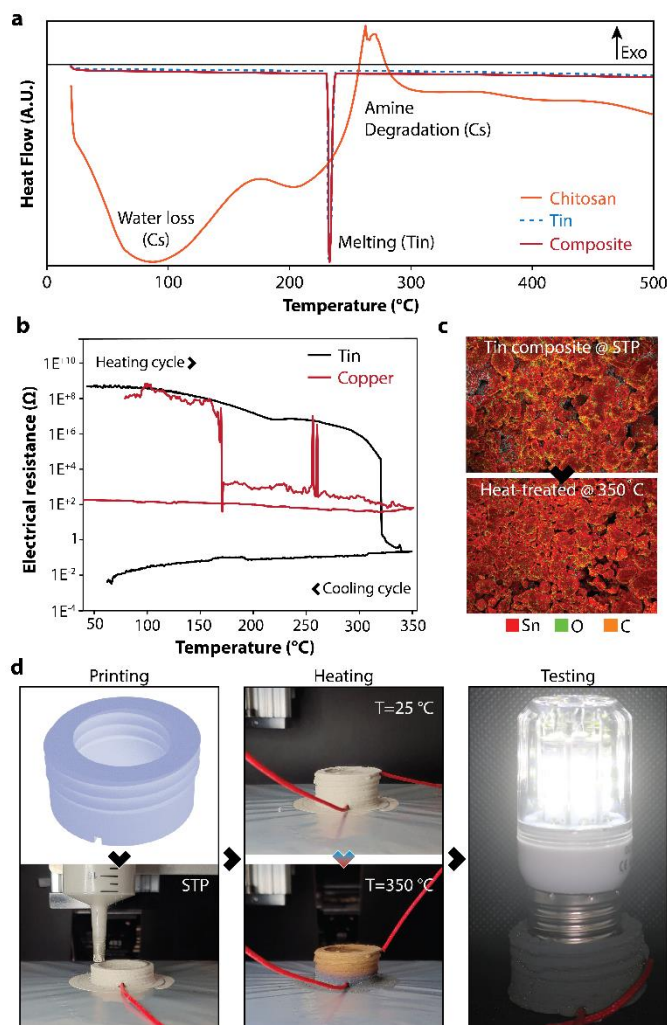 a
Exo
Heat Flow (A.U.)
Amine
Degradation (Cs)
Water loss
(Cs)
Melting (Tin)
Chitosan
Tin
Composite
100
200
300
400
500
Temperature (°C)
b
Electrical resistance (Ω)
1E+10
1E+8
1E+6
1E+4
1E+2
1
1E-2
1E-4
Heating cycle
Tin
Copper
Cooling cycle
50
100
150
200
250
300
350
Temperature (°C)
c
Tin composite @ STP
Heat-treated @ 350 °C
Sn O C
d
Printing
Heating
Testing
STP
T=25 °C
T=350 °C